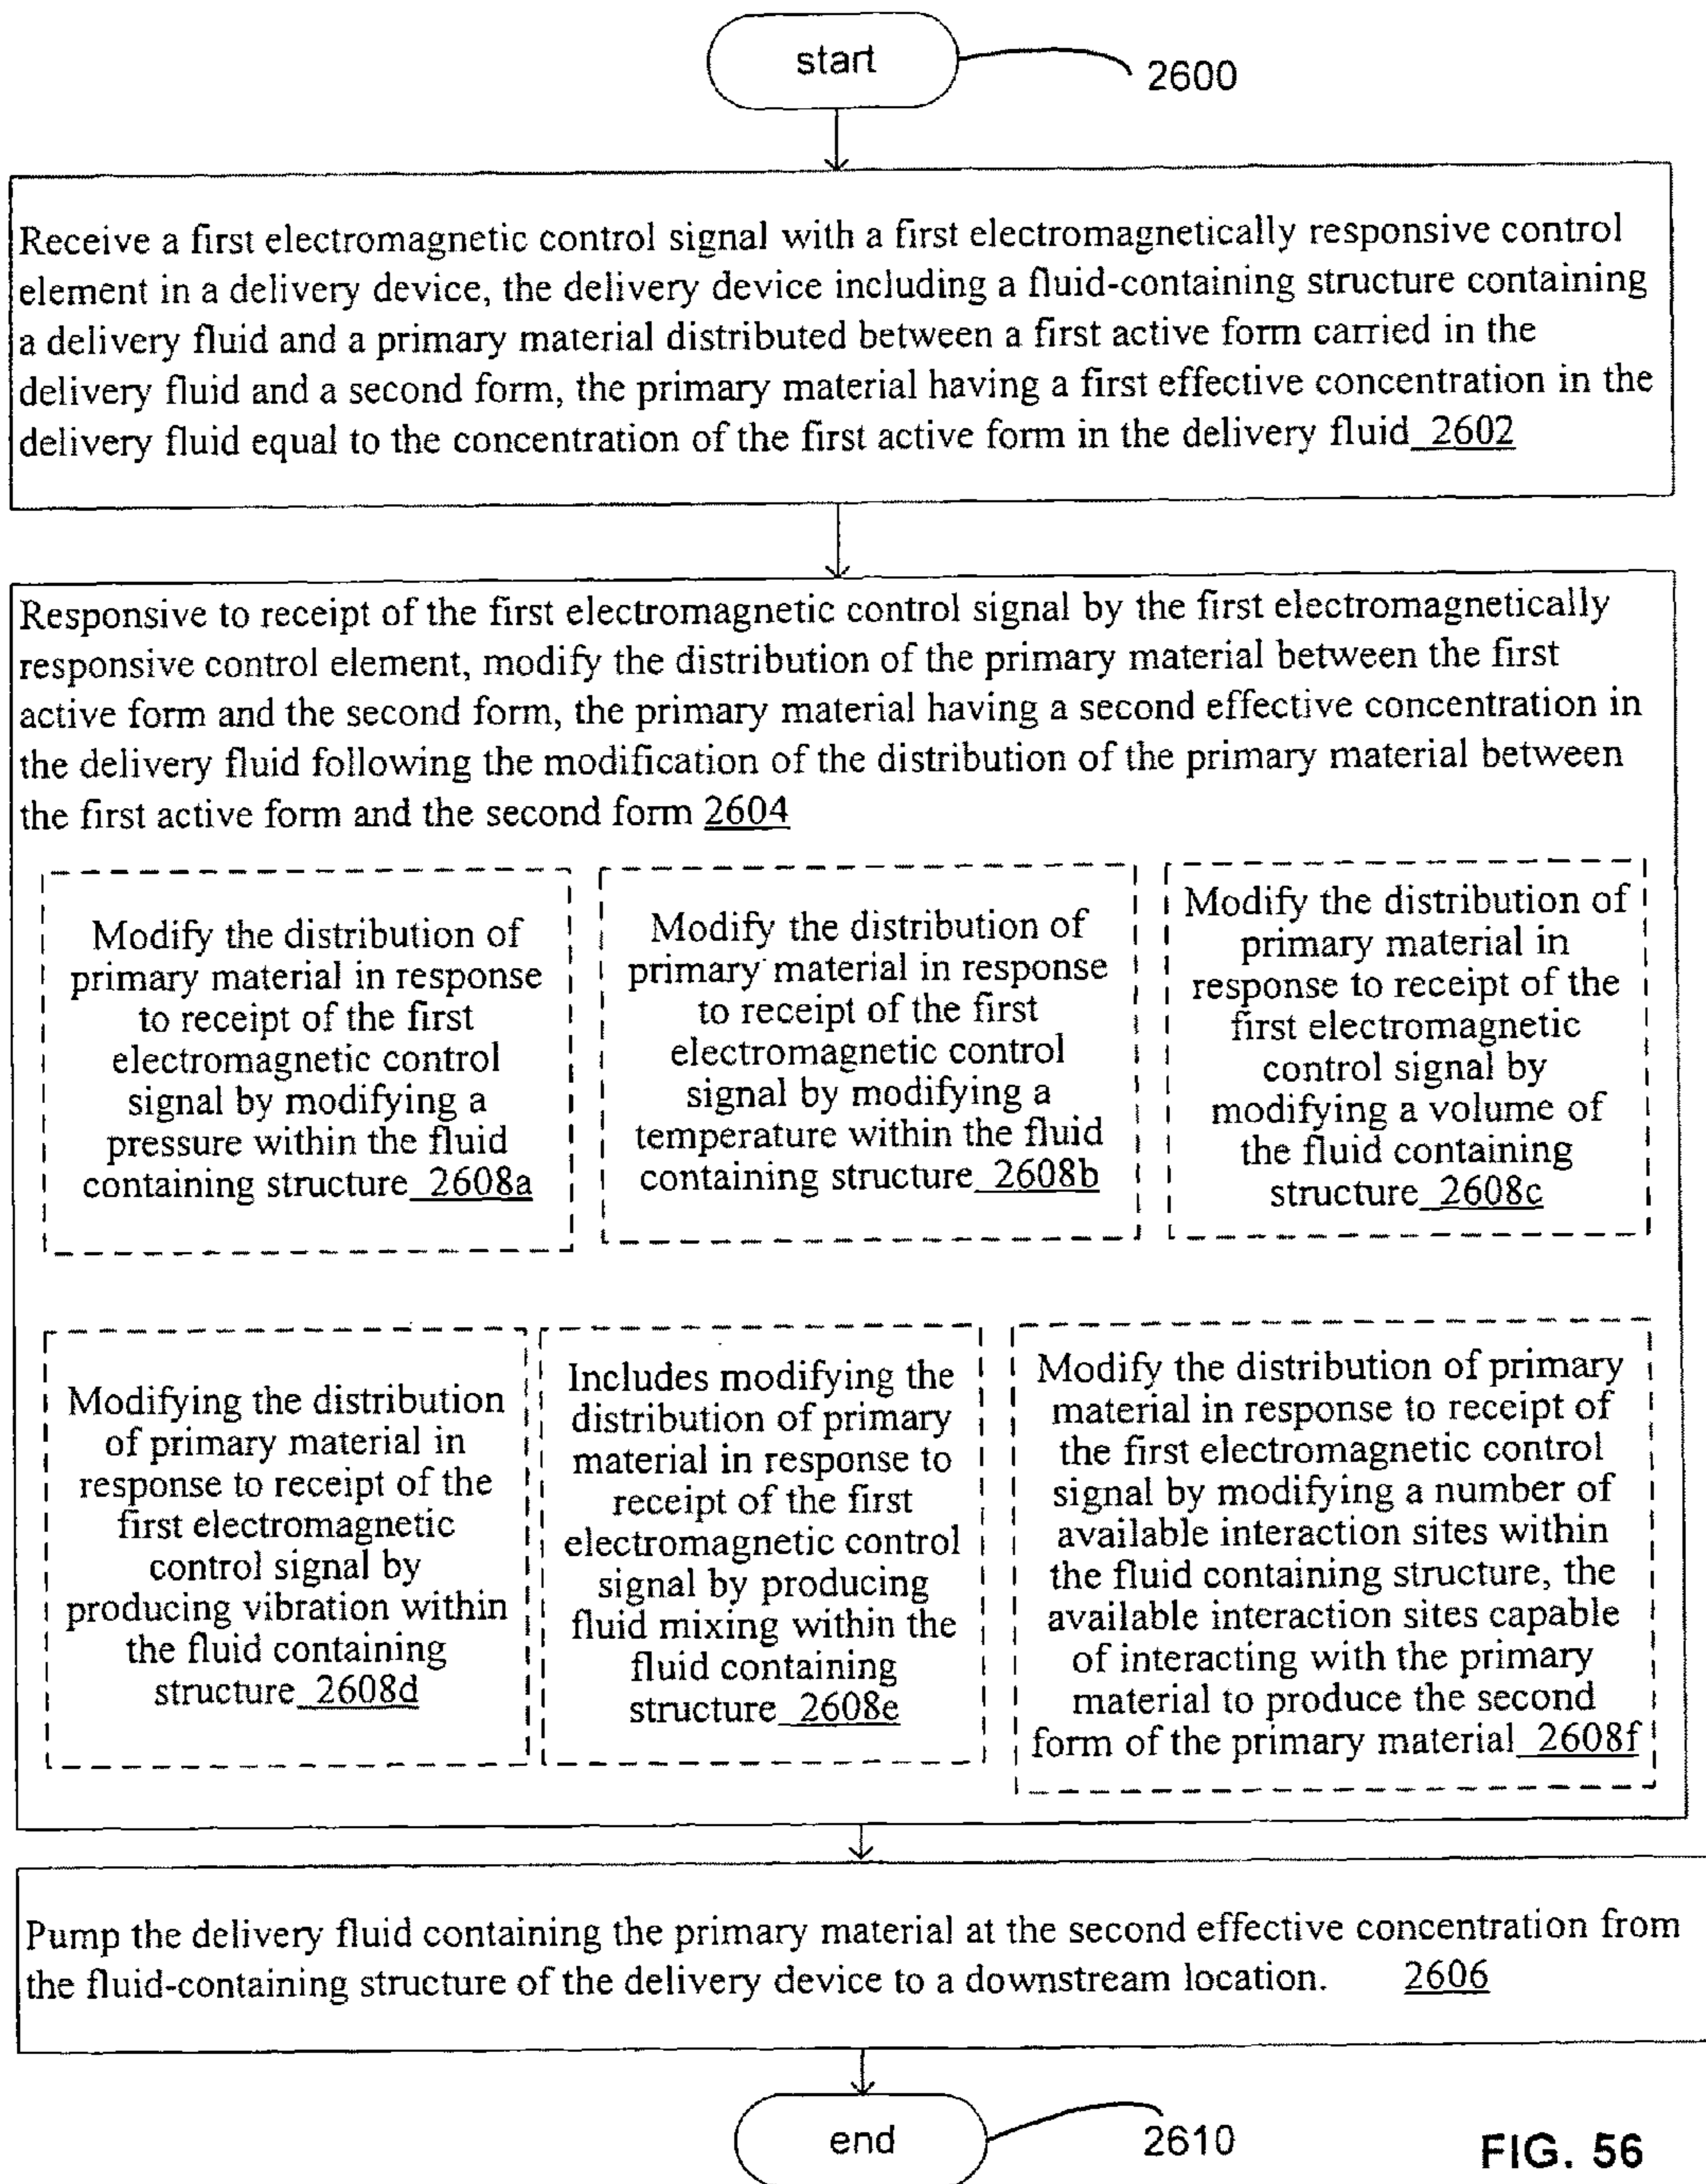 start
2600
Receive a first electromagnetic control signal with a first electromagnetically responsive control
element in a delivery device, the delivery device including a fluid-containing structure containing
a delivery fluid and a primary material distributed between a first active form carried in the
delivery fluid and a second form, the primary material having a first effective concentration in the
delivery fluid equal to the concentration of the first active form in the delivery fluid 2602
Responsive to receipt of the first electromagnetic control signal by the first electromagnetically
responsive control element, modify the distribution of the primary material between the first
active form and the second form, the primary material having a second effective concentration in
the delivery fluid following the modification of the distribution of the primary material between
the first active form and the second form 2604
Modify the distribution of
primary material in response
to receipt of the first
electromagnetic control
signal by modifying a
pressure within the fluid
containing structure 2608a
Modify the distribution of
primary material in response
to receipt of the first
electromagnetic control
signal by modifying a
temperature within the fluid
containing structure 2608b
Modify the distribution of
primary material in
response to receipt of the
first electromagnetic
control signal by
modifying a volume of
the fluid containing
structure 2608c
Modifying the distribution
of primary material in
response to receipt of the
first electromagnetic
control signal by
producing vibration within
the fluid containing
structure 2608d
Includes modifying the
distribution of primary
material in response to
receipt of the first
electromagnetic control
signal by producing
fluid mixing within the
fluid containing
structure 2608e
Modify the distribution of primary
material in response to receipt of
the first electromagnetic control
signal by modifying a number of
available interaction sites within
the fluid containing structure, the
available interaction sites capable
of interacting with the primary
material to produce the second
form of the primary material 2608f
Pump the delivery fluid containing the primary material at the second effective concentration from
the fluid-containing structure of the delivery device to a downstream location. 2606
end
2610
FIG. 56